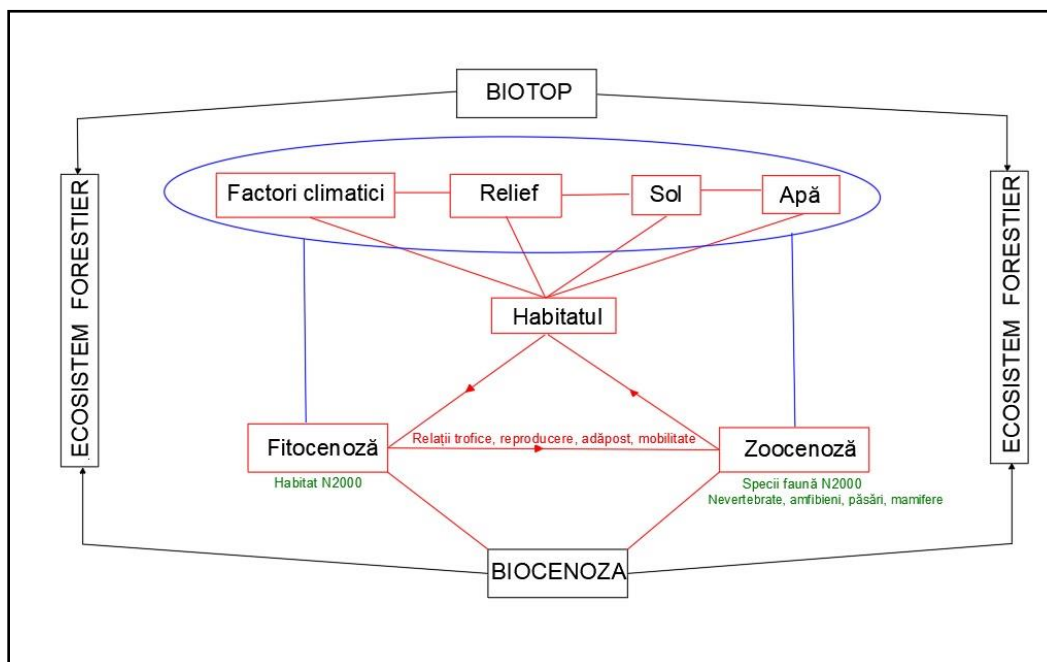 BIOTOP
ECOSISTEM FORESTIER
Factori climatici
Relief
Sol
Apă
ECOSISTEM FORESTIER
Habitatul
Fitocenoză
Relații trofice, reproducere, adăpost, mobilitate
Zoocenoză
Habitat N2000
Specii faună N2000
Nevertebrate, amfibieni, păsări, mamifere
BIOCENOZA